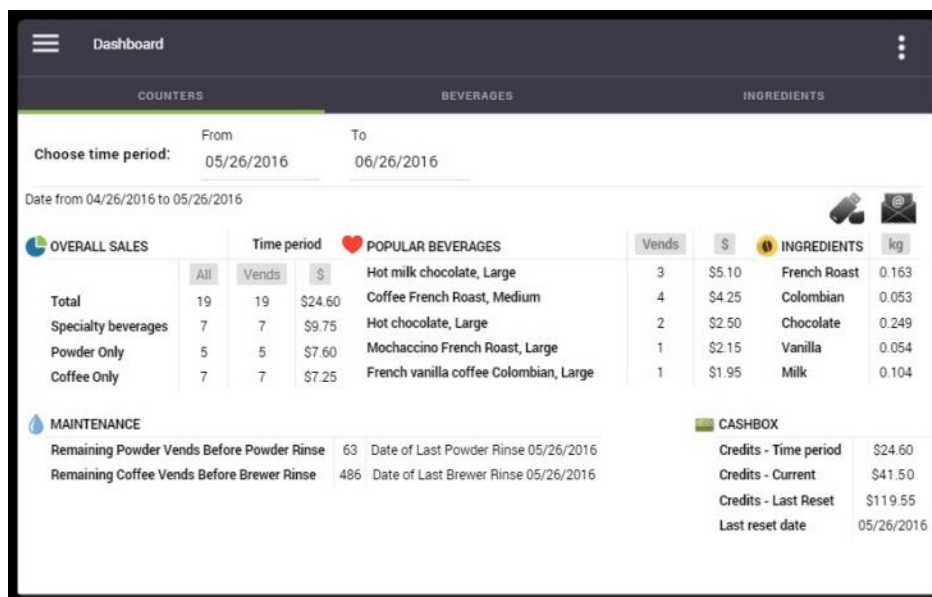 Dashboard
COUNTERS BEVERAGES INGREDIENTS
From To
Choose time period: 05/26/2016 06/26/2016
Date from 04/26/2016 to 05/26/2016
OVERALL SALES Time period POPULAR BEVERAGES Vends $ INGREDIENTS kg
All Vends $ Hot milk chocolate, Large 3 $5.10 French Roast 0.163
Total 19 19 $24.60 Coffee French Roast, Medium 4 $4.25 Colombian 0.053
Specialty beverages 7 7 $9.75 Hot chocolate, Large 2 $2.50 Chocolate 0.249
Powder Only 5 5 $7.60 Mochaccino French Roast, Large 1 $2.15 Vanilla 0.054
Coffee Only 7 7 $7.25 French vanilla coffee Colombian, Large 1 $1.95 Milk 0.104
MAINTENANCE CASHBOX
Remaining Powder Vends Before Powder Rinse 63 Date of Last Powder Rinse 05/26/2016 Credits - Time period $24.60
Remaining Coffee Vends Before Brewer Rinse 486 Date of Last Brewer Rinse 05/26/2016 Credits - Current $41.50
Credits - Last Reset $119.55
Last reset date 05/26/2016